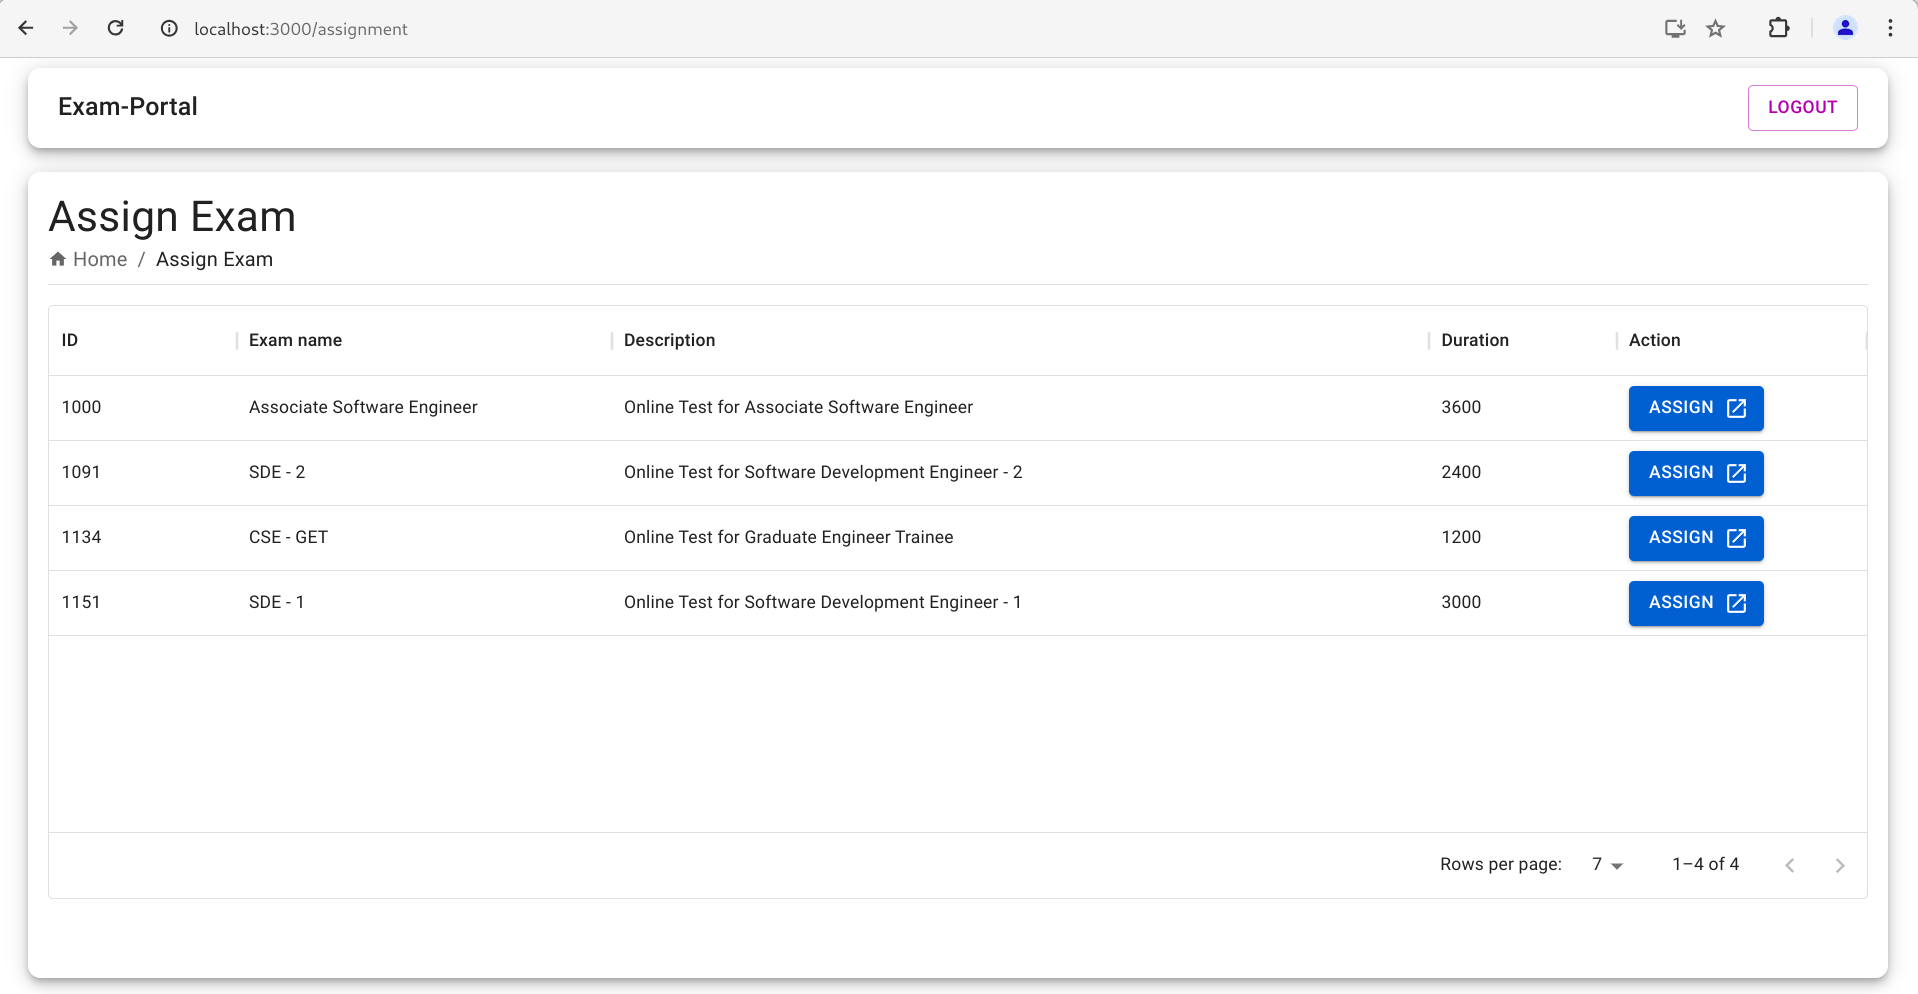 localhost:3000/assignment
Exam-Portal
LOGOUT
Assign Exam
Home / Assign Exam
ID Exam name Description Duration Action
1000 Associate Software Engineer Online Test for Associate Software Engineer 3600 ASSIGN
1091 SDE - 2 Online Test for Software Development Engineer - 2 2400 ASSIGN
1134 CSE - GET Online Test for Graduate Engineer Trainee 1200 ASSIGN
1151 SDE - 1 Online Test for Software Development Engineer - 1 3000 ASSIGN
Rows per page: 7 1–4 of 4